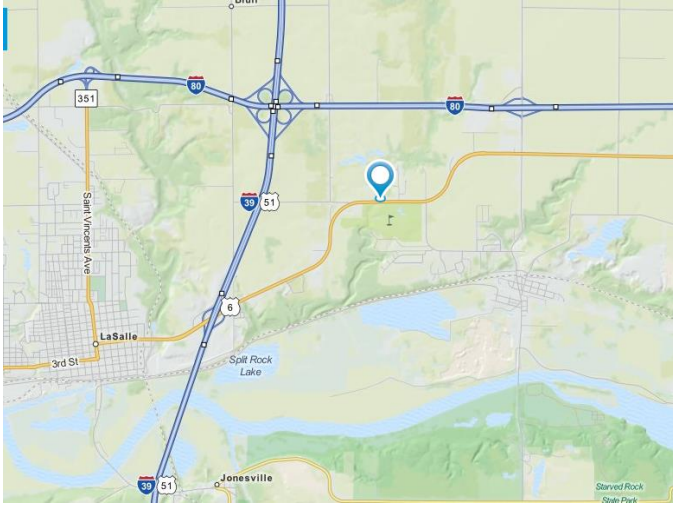 80
80
351
39
51
Saint Vincents Ave
6
LaSalle
3rd St
Split Rock
Lake
Jonesville
39
51
Starved Rock
State Park